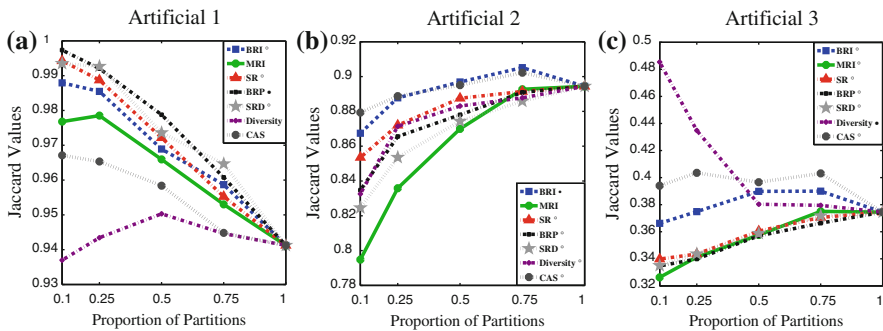 Artificial 1
(a)
Jaccard Values
1
0.99
0.98
0.97
0.96
0.95
0.94
0.93
0.1 0.25 0.5 0.75 1
Proportion of Partitions
BRI °
MRI
SR °
BRP •
SRD °
Diversity
CAS
Artificial 2
(b)
Jaccard Values
0.92
0.9
0.88
0.86
0.84
0.82
0.8
0.78
0.1 0.25 0.5 0.75 1
Proportion of Partitions
BRI •
MRI
SR °
BRP °
SRD °
Diversity °
CAS °
Artificial 3
(c)
Jaccard Values
0.5
0.48
0.46
0.44
0.42
0.4
0.38
0.36
0.34
0.32
0.1 0.25 0.5 0.75 1
Proportion of Partitions
BRI °
MRI °
SR °
BRP °
SRD °
Diversity •
CAS °